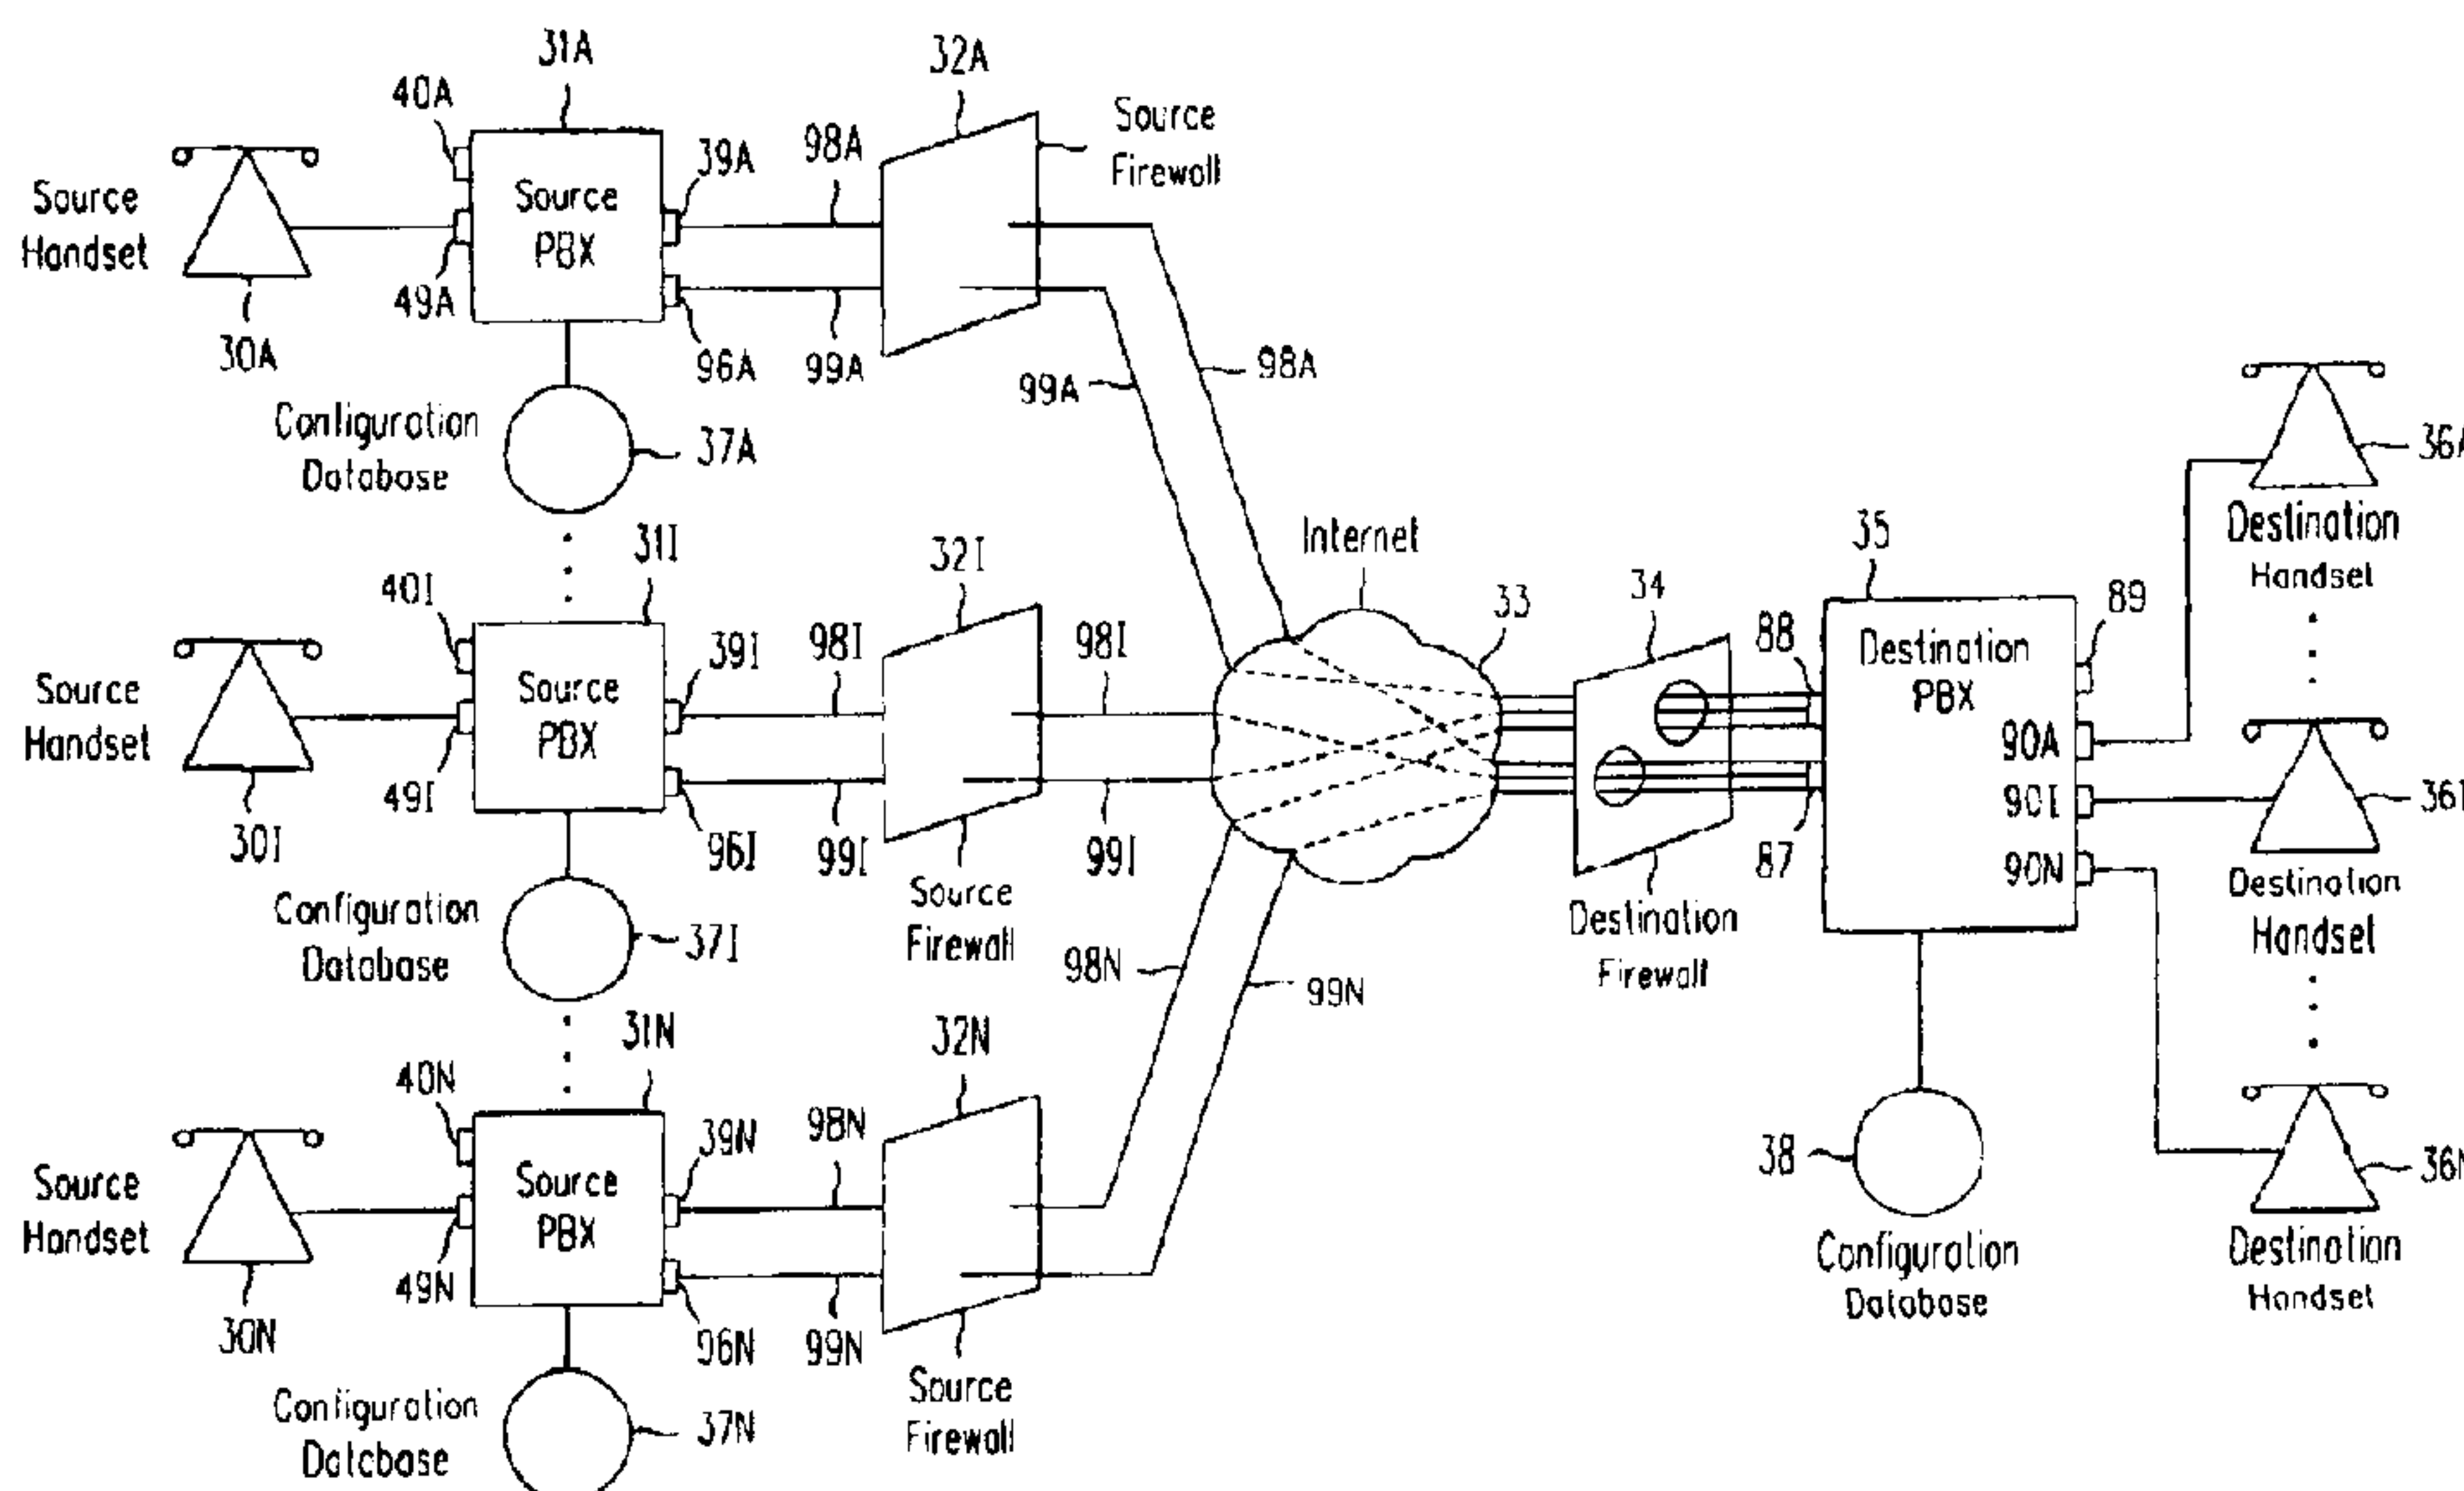 31A
32A
40A
Source
Firewall
39A
98A
Source
Handset
Source
PBX
49A
30A
96A
99A
99A
98A
Configuration
Database
37A
36A
Destination
Handset
31I
32I
Internet
35
40I
33
34
89
39I
98I
98I
88
Destination
PBX
Source
Handset
Source
PBX
90A
49I
30I
96I
99I
99I
87
90I
36I
90N
Source
Firewall
Destination
Firewall
Destination
Handset
Configuration
Database
37I
98N
99N
31N
32N
40N
39N
98N
Source
Handset
Source
PBX
38
36N
49N
30N
96N
99N
Configuration
Database
Destination
Handset
Source
Firewall
Configuration
Database
37N